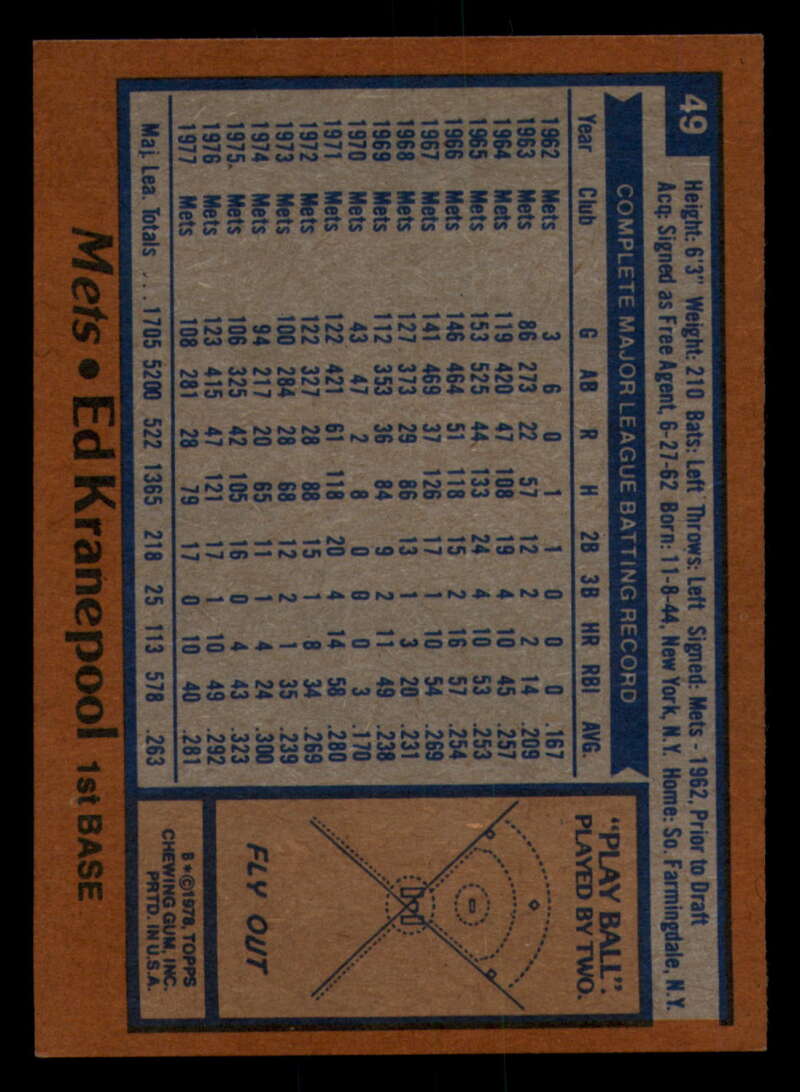 49
Height: 6'3" Weight: 210 Bats: Left Throws: Left Signed: Mets - 1962, Prior to Draft
Acq: Signed as Free Agent, 6-27-62 Born: 11-8-44, New York, N.Y. Home: So. Farmingdale, N.Y.
COMPLETE MAJOR LEAGUE BATTING RECORD
Year Club G AB R H 2B 3B HR RBI AVG.
1962 Mets 3 6 0 1 1 0 0 0 .167
1963 Mets 86 273 22 57 12 2 2 14 .209
1964 Mets 119 420 47 108 19 4 10 45 .257
1965 Mets 153 525 44 133 24 4 10 53 .253
1966 Mets 146 464 51 118 15 2 16 57 .254
1967 Mets 141 469 37 126 17 1 10 54 .269
1968 Mets 127 373 29 86 13 1 3 20 .231
1969 Mets 112 353 36 84 9 2 11 49 .238
1970 Mets 43 47 2 8 0 0 0 3 .170
1971 Mets 122 421 61 118 20 4 14 58 .280
1972 Mets 122 327 28 88 15 1 8 34 .269
1973 Mets 100 284 28 68 12 2 1 35 .239
1974 Mets 94 217 20 65 11 1 4 24 .300
1975 Mets 106 325 42 105 16 0 4 43 .323
1976 Mets 123 415 47 121 17 1 10 49 .292
1977 Mets 108 281 28 79 17 0 10 40 .281
Maj. Lea. Totals ....1705 5200 522 1365 218 25 113 578 .263
"PLAY BALL"
PLAYED BY TWO.
FLY OUT
B*©1978, TOPPS
CHEWING GUM, INC.
PRTD. IN U.S.A.
Mets • Ed Kranepool 1st BASE